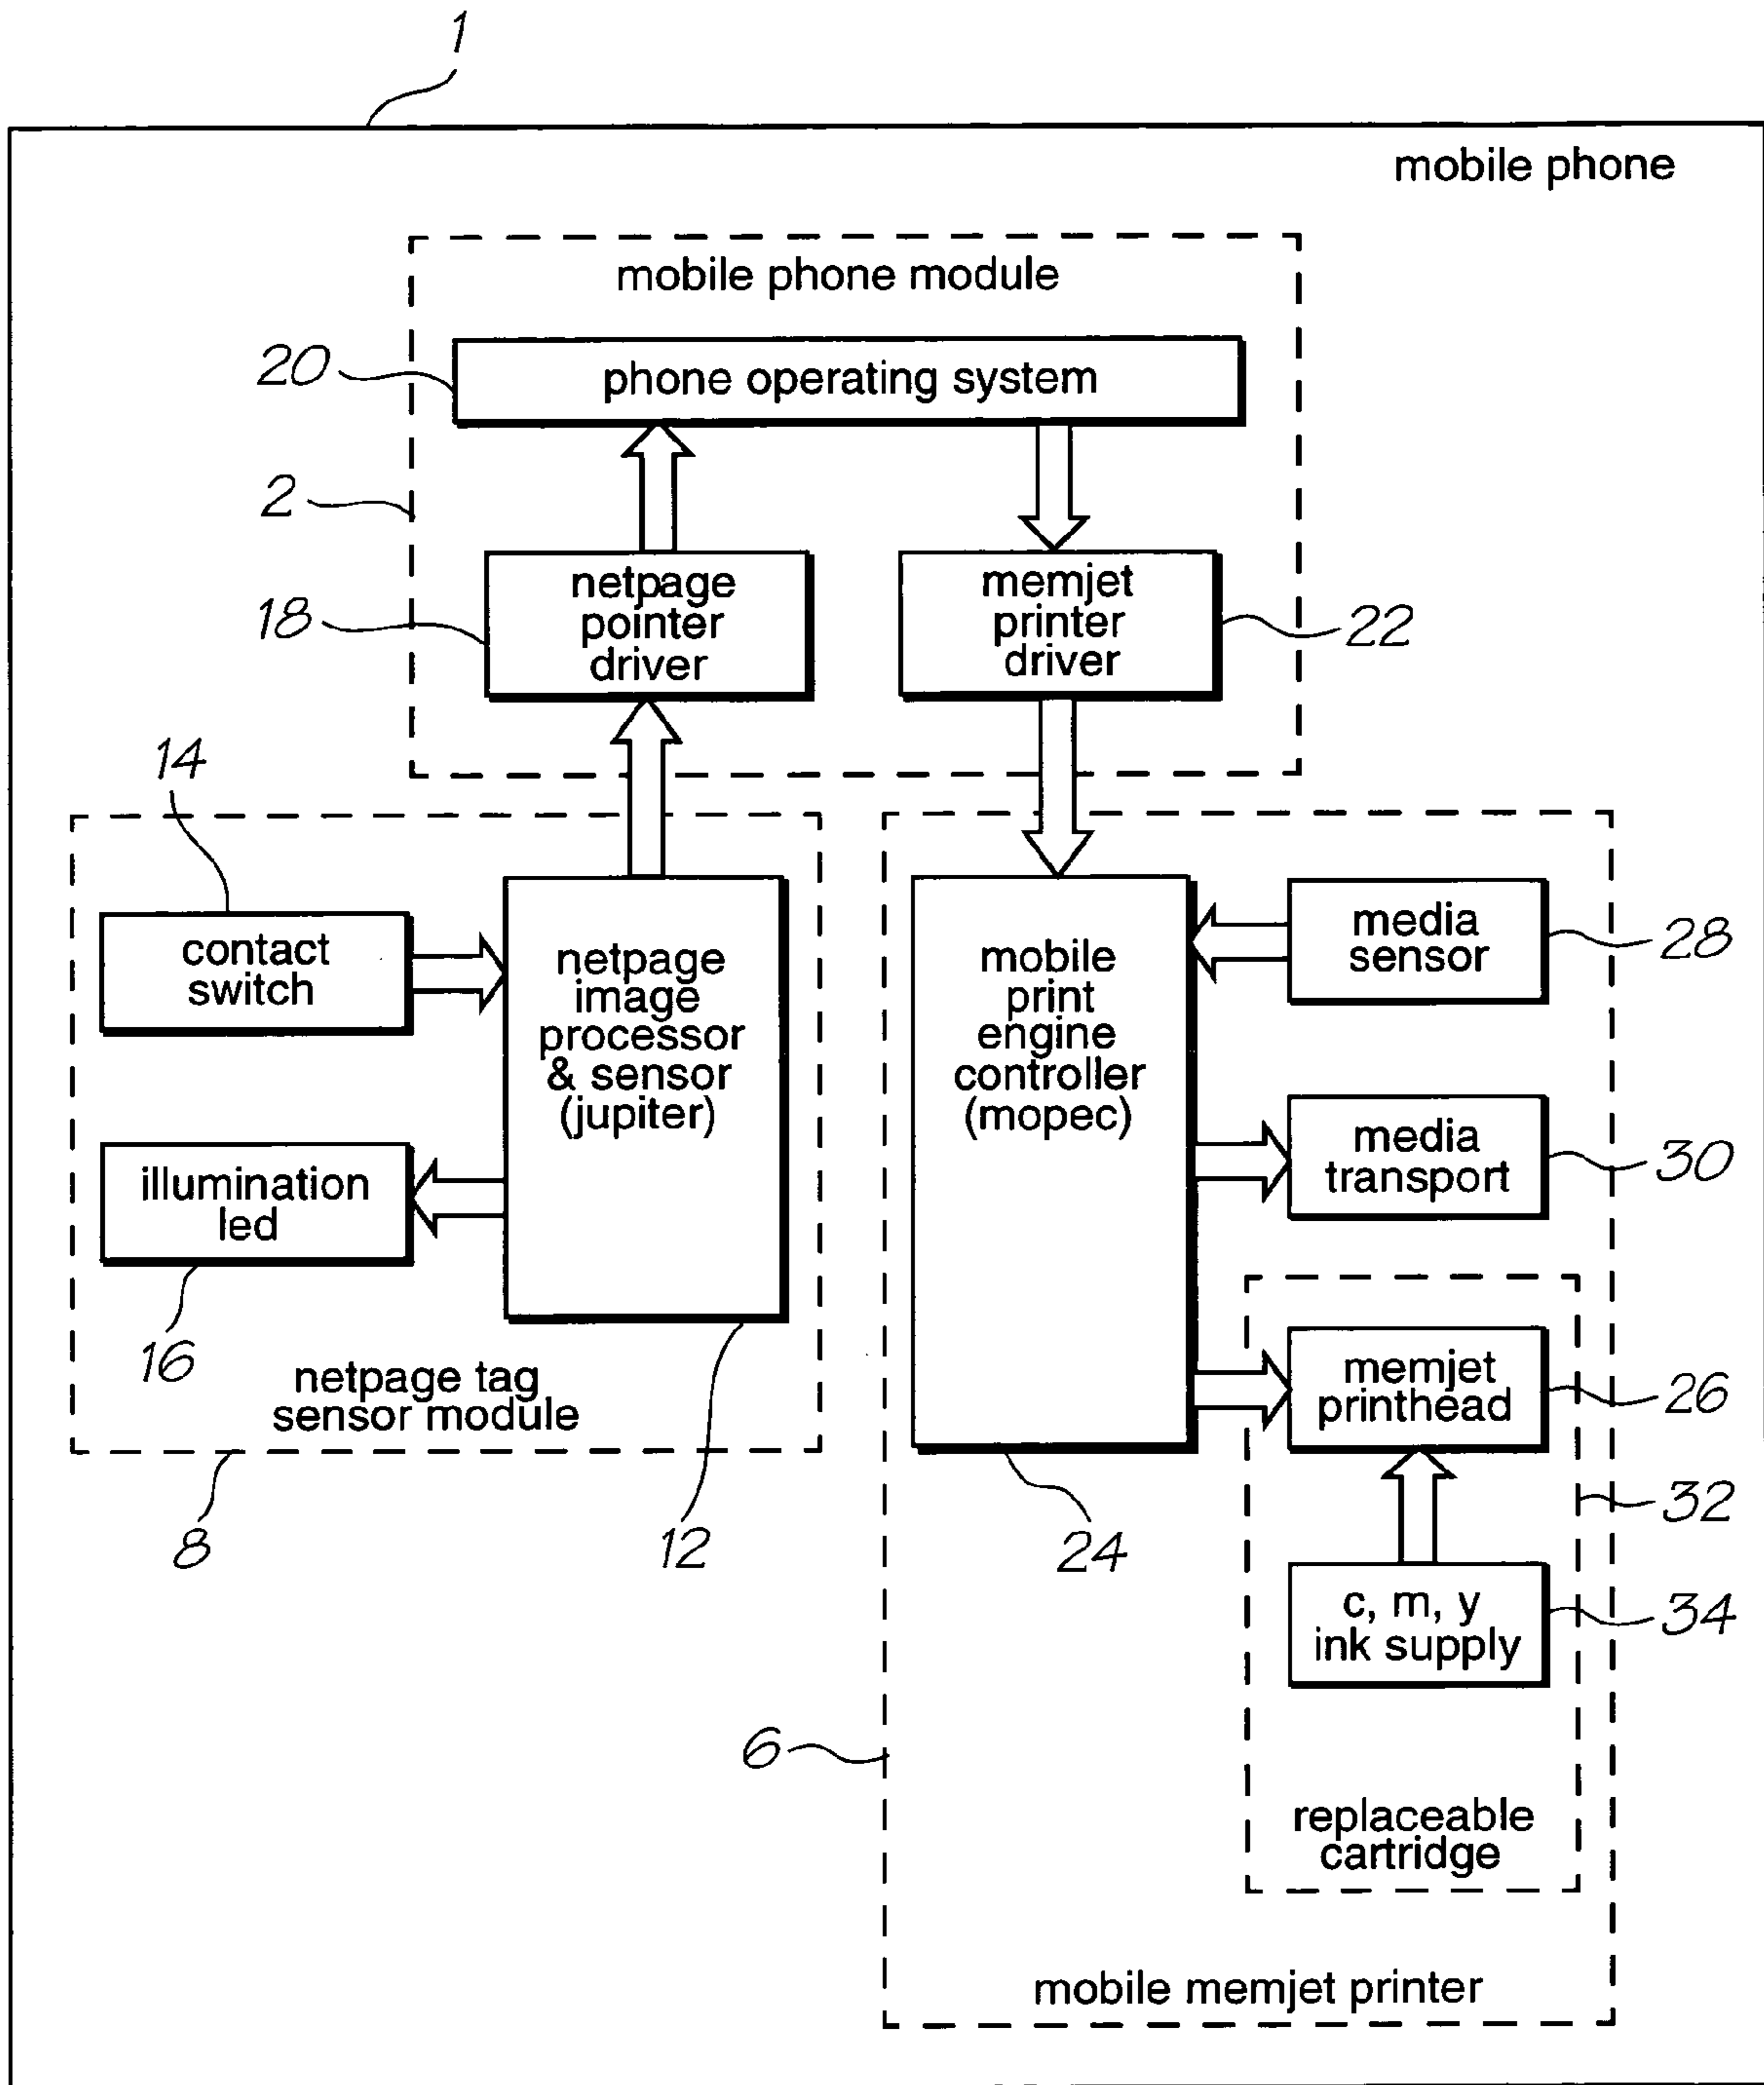 1
mobile phone
mobile phone module
20
phone operating system
2
netpage
pointer
driver
18
memjet
printer
driver
22
14
contact
switch
netpage
image
processor
& sensor
(jupiter)
illumination
led
16
netpage tag
sensor module
8
12
mobile
print
engine
controller
(mopec)
media
sensor
28
media
transport
30
memjet
printhead
26
32
24
c, m, y
ink supply
34
6
replaceable
cartridge
mobile memjet printer